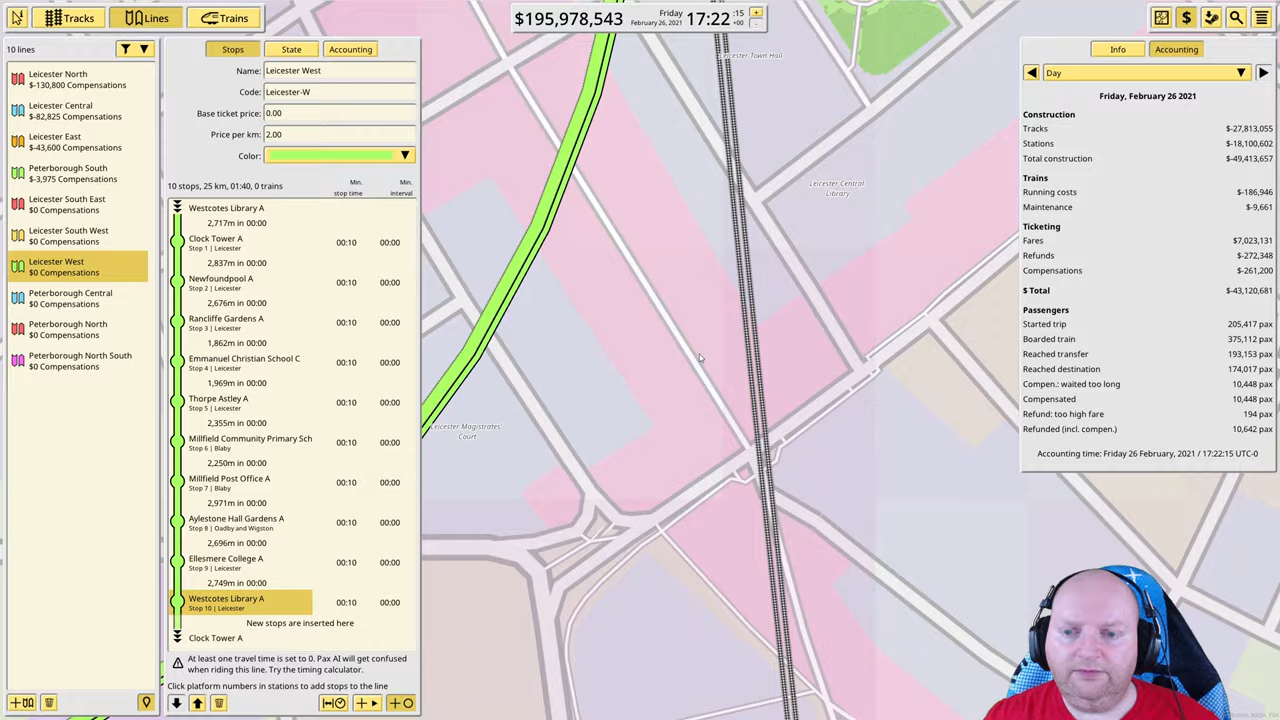 Tracks
Lines
Trains
$195,978,543
Friday
February 26, 2021
17:22
:15
+00
+
-
10 lines
Leicester North
$-130,800 Compensations
Leicester Central
$-82,825 Compensations
Leicester East
$-43,600 Compensations
Peterborough South
$-3,975 Compensations
Leicester South East
$0 Compensations
Leicester South West
$0 Compensations
Leicester West
$0 Compensations
Peterborough Central
$0 Compensations
Peterborough North
$0 Compensations
Peterborough North South
$0 Compensations
Stops
State
Accounting
Name: Leicester West
Code: Leicester-W
Base ticket price: 0.00
Price per km: 2.00
Color:
10 stops, 25 km, 01:40, 0 trains
Min.
stop time
Min.
interval
Westcotes Library A
2,717m in 00:00
Clock Tower A
Stop 1 | Leicester
00:10 00:00
2,837m in 00:00
Newfoundpool A
Stop 2 | Leicester
00:10 00:00
2,676m in 00:00
Rancliffe Gardens A
Stop 3 | Leicester
00:10 00:00
1,862m in 00:00
Emmanuel Christian School C
Stop 4 | Leicester
00:10 00:00
1,969m in 00:00
Thorpe Astley A
Stop 5 | Leicester
00:10 00:00
2,355m in 00:00
Millfield Community Primary Sch
Stop 6 | Blaby
00:10 00:00
2,250m in 00:00
Millfield Post Office A
Stop 7 | Blaby
00:10 00:00
2,971m in 00:00
Aylestone Hall Gardens A
Stop 8 | Oadby and Wigston
00:10 00:00
2,696m in 00:00
Ellesmere College A
Stop 9 | Leicester
00:10 00:00
2,749m in 00:00
Westcotes Library A
Stop 10 | Leicester
00:10 00:00
New stops are inserted here
Clock Tower A
At least one travel time is set to 0. Pax AI will get confused
when riding this line. Try the timing calculator.
Click platform numbers in stations to add stops to the line
Leicester Town Hall
Leicester Central
Library
Leicester Magistrates'
Court
Info
Accounting
Day
Friday, February 26 2021
Construction
Tracks $-27,813,055
Stations $-18,100,602
Total construction $-49,413,657
Trains
Running costs $-186,946
Maintenance $-9,661
Ticketing
Fares $7,023,131
Refunds $-272,348
Compensations $-261,200
$ Total $-43,120,681
Passengers
Started trip 205,417 pax
Boarded train 375,112 pax
Reached transfer 193,153 pax
Reached destination 174,017 pax
Compen.: waited too long 10,448 pax
Compensated 10,448 pax
Refund: too high fare 194 pax
Refunded (incl. compen.) 10,642 pax
Accounting time: Friday 26 February, 2021 / 17:22:15 UTC-0